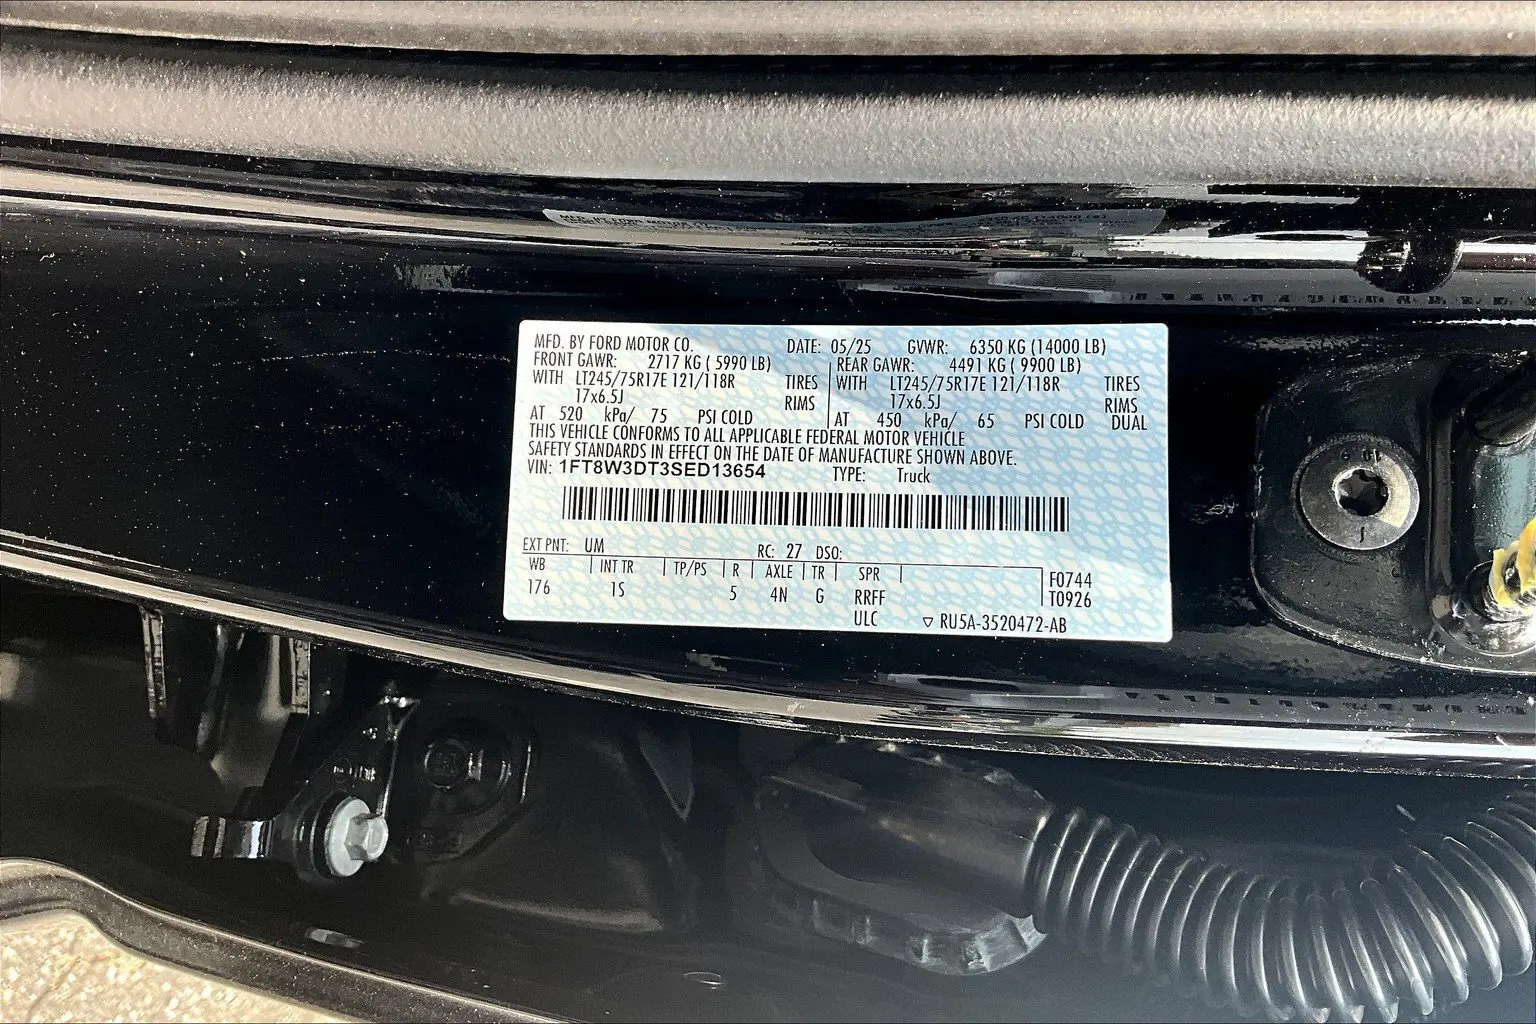 MFD. BY FORD MOTOR CO. DATE: 05/25 GVWR: 6350 KG (14000 LB)
FRONT GAWR: 2717 KG ( 5990 LB) REAR GAWR: 4491 KG ( 9900 LB)
WITH LT245/75R17E 121/118R TIRES WITH LT245/75R17E 121/118R TIRES
17x6.5J RIMS 17x6.5J RIMS
AT 520 kPa/ 75 PSI COLD AT 450 kPa/ 65 PSI COLD DUAL
THIS VEHICLE CONFORMS TO ALL APPLICABLE FEDERAL MOTOR VEHICLE
SAFETY STANDARDS IN EFFECT ON THE DATE OF MANUFACTURE SHOWN ABOVE.
VIN: 1FT8W3DT3SED13654 TYPE: Truck
EXT PNT: UM RC: 27 DSO:
WB INT TR TP/PS R AXLE TR SPR F0744
176 1S 5 4N G RRFF T0926
ULC ▽ RU5A-3520472-AB